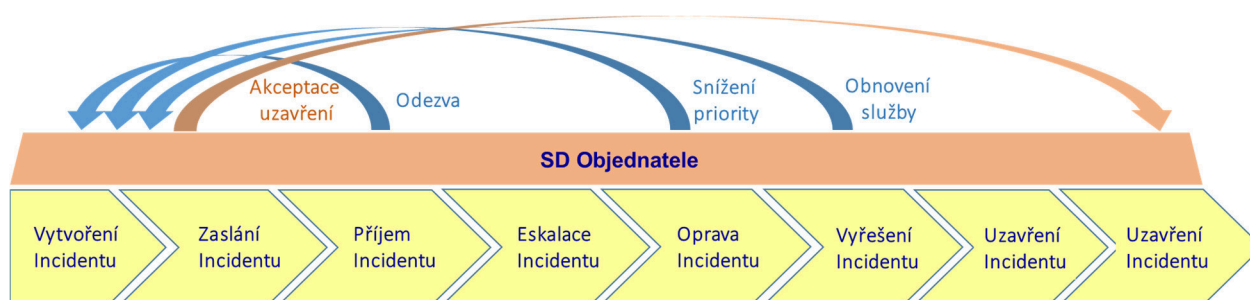 Akceptace
uzavření
Odezva
Snížení
priority
Obnovení
služby
SD Objednatele
Vytvoření
Incidentu
Zaslání
Incidentu
Příjem
Incidentu
Eskalace
Incidentu
Oprava
Incidentu
Vyřešení
Incidentu
Uzavření
Incidentu
Uzavření
Incidentu